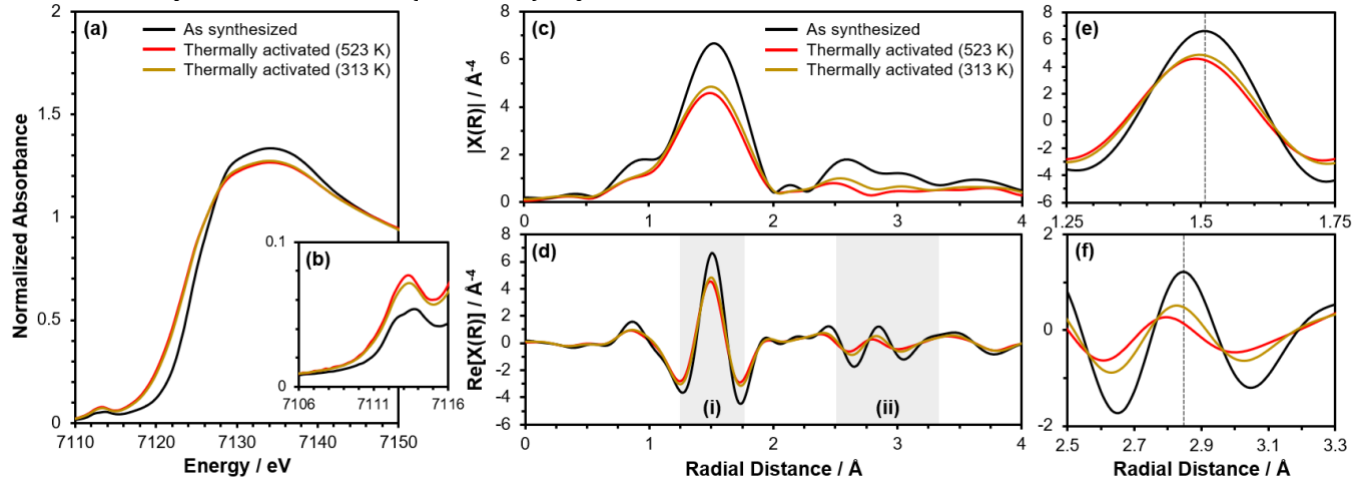 (a)
As synthesized
Thermally activated (523 K)
Thermally activated (313 K)
2
1.5
1
0.5
0
7110
7120
7130
7140
7150
Normalized Absorbance
Energy / eV
(b)
0.1
0
7106
7111
7116
(c)
As synthesized
Thermally activated (523 K)
Thermally activated (313 K)
8
6
4
2
0
0
1
2
3
4
|X(R)| / Å-4
(d)
8
6
4
2
0
-2
-4
-6
0
1
2
3
4
Re[X(R)] / Å-4
(i)
(ii)
Radial Distance / Å
(e)
8
6
4
2
0
-2
-4
-6
1.25
1.5
1.75
(f)
2
0
-2
2.5
2.7
2.9
3.1
3.3
Radial Distance / Å